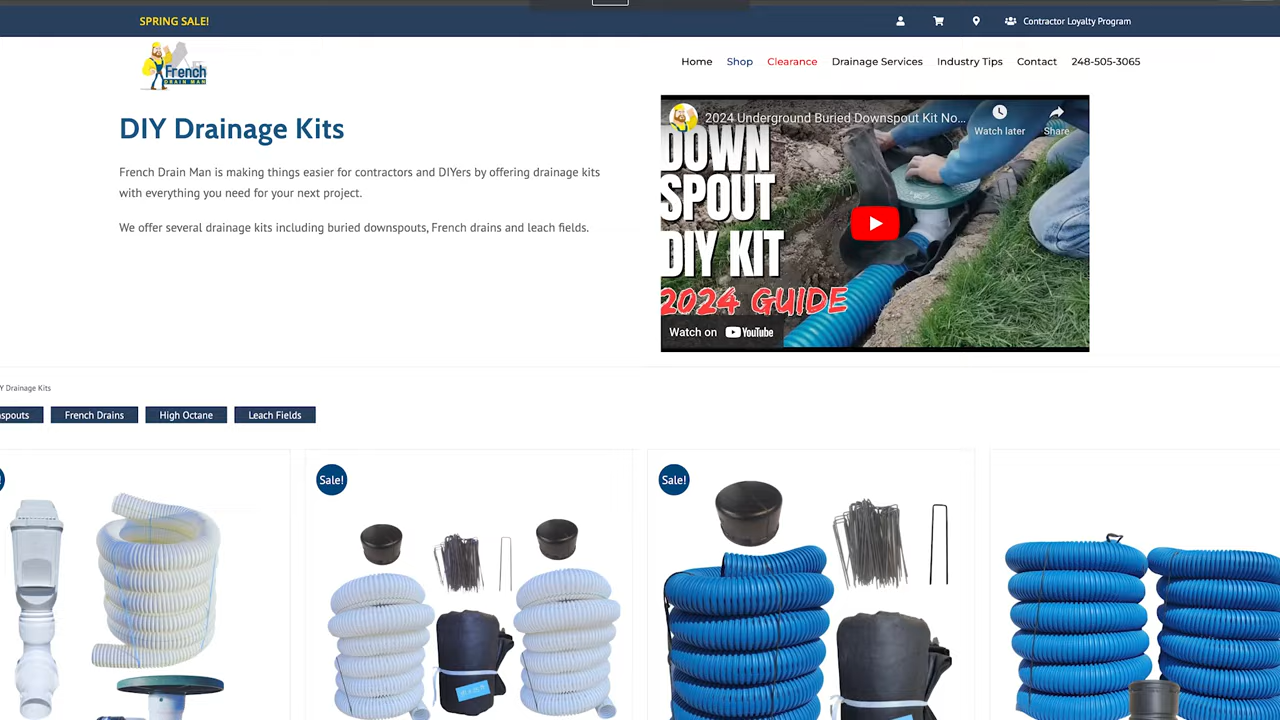 SPRING SALE!
Contractor Loyalty Program
French
DRAIN MAN
Home
Shop
Clearance
Drainage Services
Industry Tips
Contact
248-505-3065
DIY Drainage Kits
French Drain Man is making things easier for contractors and DIYers by offering drainage kits
with everything you need for your next project.
We offer several drainage kits including buried downspouts, French drains and leach fields.
2024 Underground Buried Downspout Kit No...
Watch later
Share
DOWN
SPOUT
DIY KIT
2024 GUIDE
Watch on YouTube
Y Drainage Kits
spouts
French Drains
High Octane
Leach Fields
Sale!
Sale!